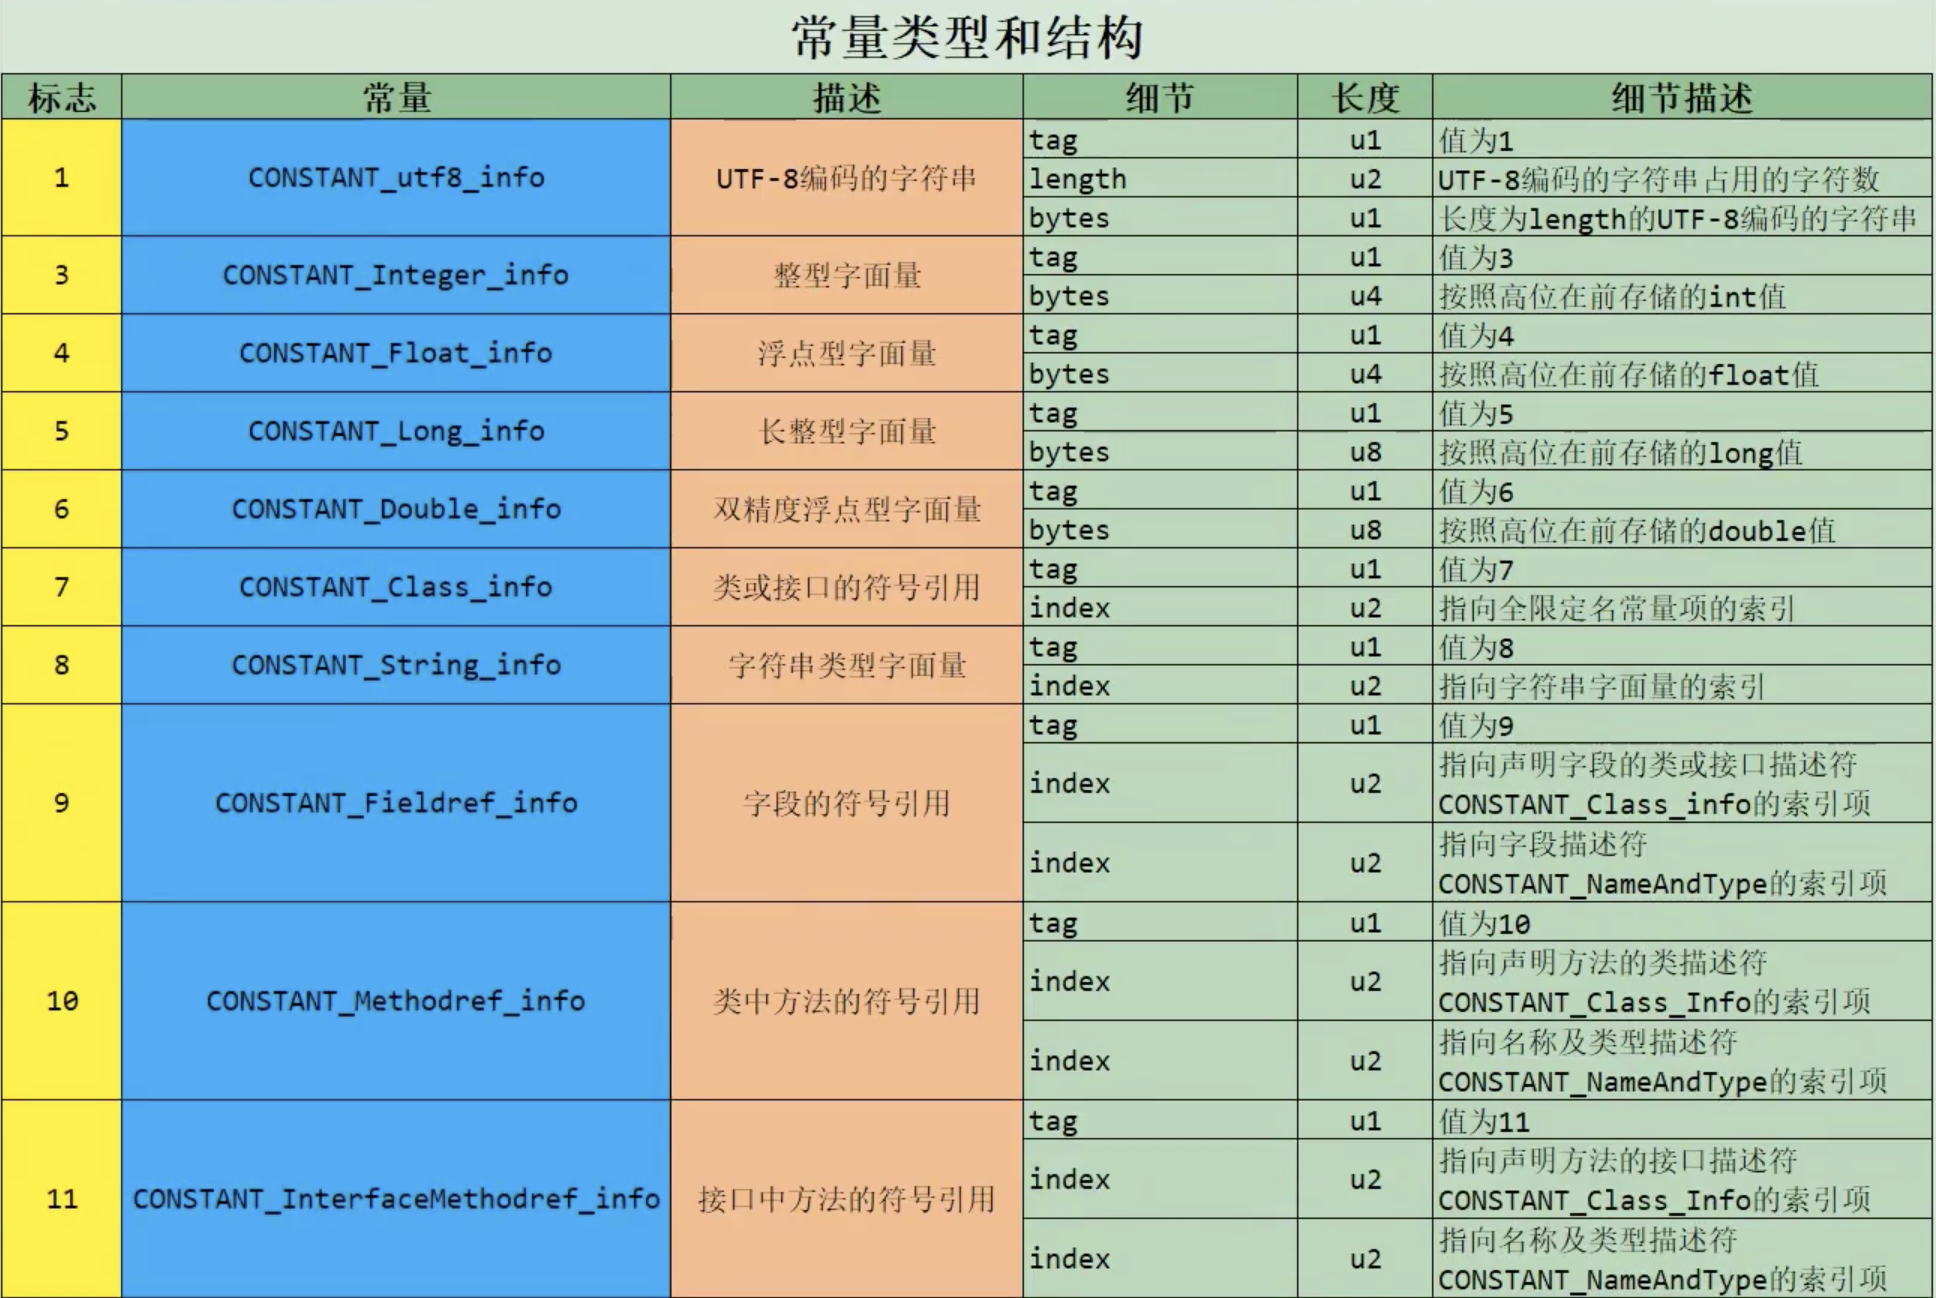 常量类型和结构
标志 常量 描述 细节 长度 细节描述
1 CONSTANT_utf8_info UTF-8编码的字符串 tag u1 值为1
length u2 UTF-8编码的字符串占用的字符数
bytes u1 长度为length的UTF-8编码的字符串
3 CONSTANT_Integer_info 整型字面量 tag u1 值为3
bytes u4 按照高位在前存储的int值
4 CONSTANT_Float_info 浮点型字面量 tag u1 值为4
bytes u4 按照高位在前存储的float值
5 CONSTANT_Long_info 长整型字面量 tag u1 值为5
bytes u8 按照高位在前存储的long值
6 CONSTANT_Double_info 双精度浮点型字面量 tag u1 值为6
bytes u8 按照高位在前存储的double值
7 CONSTANT_Class_info 类或接口的符号引用 tag u1 值为7
index u2 指向全限定名常量项的索引
8 CONSTANT_String_info 字符串类型字面量 tag u1 值为8
index u2 指向字符串字面量的索引
9 CONSTANT_Fieldref_info 字段的符号引用 tag u1 值为9
index u2 指向声明字段的类或接口描述符
CONSTANT_Class_info的索引项
index u2 指向字段描述符
CONSTANT_NameAndType的索引项
10 CONSTANT_Methodref_info 类中方法的符号引用 tag u1 值为10
index u2 指向声明方法的类描述符
CONSTANT_Class_Info的索引项
index u2 指向名称及类型描述符
CONSTANT_NameAndType的索引项
11 CONSTANT_InterfaceMethodref_info 接口中方法的符号引用 tag u1 值为11
index u2 指向声明方法的接口描述符
CONSTANT_Class_Info的索引项
index u2 指向名称及类型描述符
CONSTANT_NameAndType的索引项